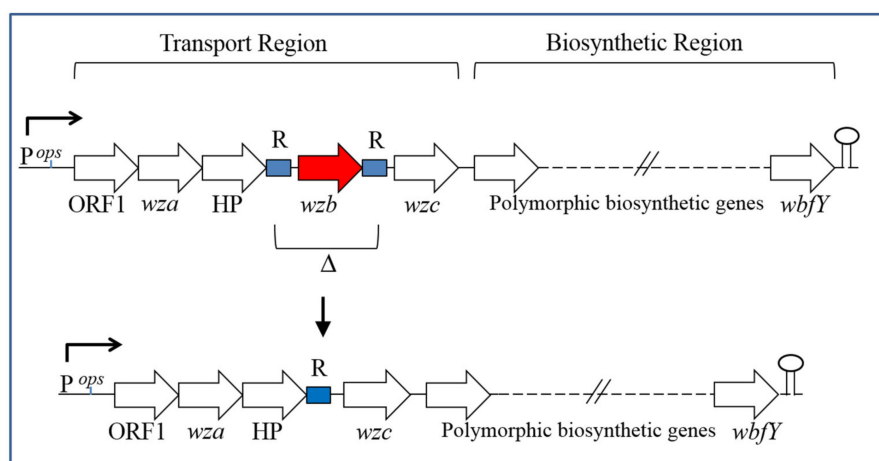 Transport Region Biosynthetic Region
R R
P ops
ORF1 wza HP wzb wzc Polymorphic biosynthetic genes wbfY
Δ
R
P ops
ORF1 wza HP wzc Polymorphic biosynthetic genes wbfY